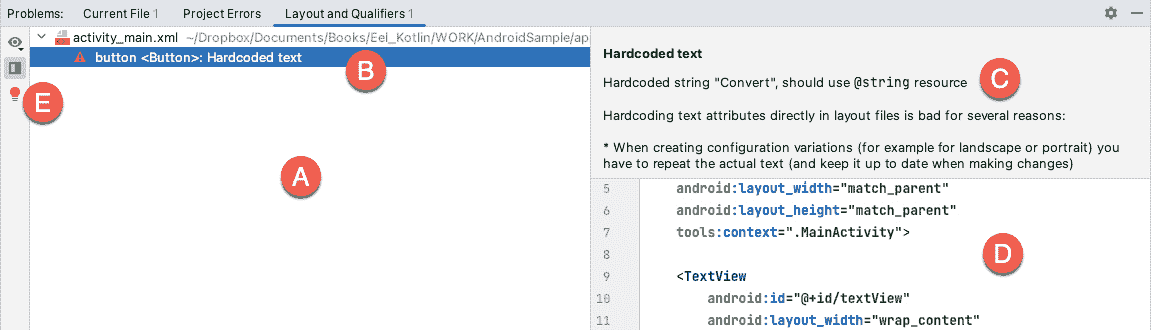 Problems: Current File 1 Project Errors Layout and Qualifiers 1
activity_main.xml ~/Dropbox/Documents/Books/Eel_Kotlin/WORK/AndroidSample/app
button <Button>: Hardcoded text
B
E
A
Hardcoded text
Hardcoded string "Convert", should use @string resource
C
Hardcoding text attributes directly in layout files is bad for several reasons:
* When creating configuration variations (for example for landscape or portrait) you
have to repeat the actual text (and keep it up to date when making changes)
5 android:layout_width="match_parent"
6 android:layout_height="match_parent"
7 tools:context=".MainActivity">
8
D
9 <TextView
10 android:id="@+id/textView"
11 android:layout_width="wrap_content"